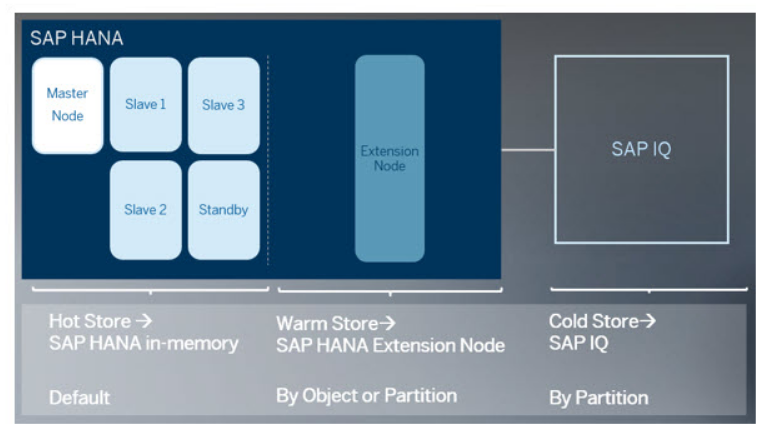 SAP HANA
Master
Node
Slave 1
Slave 3
Slave 2
Standby
Extension
Node
SAP IQ
Hot Store →
SAP HANA in-memory
Default
Warm Store→
SAP HANA Extension Node
By Object or Partition
Cold Store→
SAP IQ
By Partition